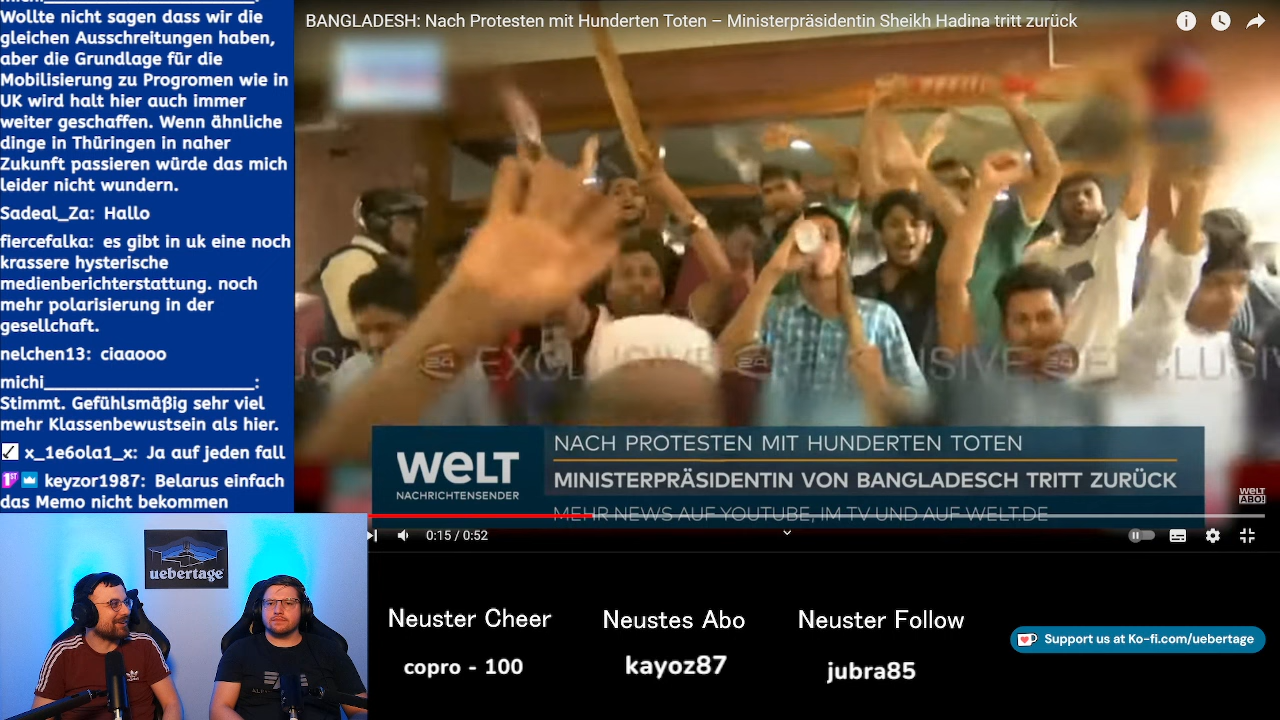 michi_____________________:
Wollte nicht sagen dass wir die
gleichen Ausschreitungen haben,
aber die Grundlage für die
Mobilisierung zu Progromen wie in
UK wird halt hier auch immer
weiter geschaffen. Wenn ähnliche
dinge in Thüringen in naher
Zukunft passieren würde das mich
leider nicht wundern.
Sadeal_Za: Hallo
fiercefalka: es gibt in uk eine noch
krassere hysterische
medienberichterstattung. noch
mehr polarisierung in der
gesellschaft.
nelchen13: ciaaooo
michi_____________________:
Stimmt. Gefühlsmäßig sehr viel
mehr Klassenbewustsein als hier.
x_1e6ola1_x: Ja auf jeden fall
1ST keyzor1987: Belarus einfach
das Memo nicht bekommen
BANGLADESH: Nach Protesten mit Hunderten Toten – Ministerpräsidentin Sheikh Hadina tritt zurück
USIVE 24 EXCLUSIVE 24 EXCLUSIVE
WELT
NACHRICHTENSENDER
NACH PROTESTEN MIT HUNDERTEN TOTEN
MINISTERPRÄSIDENTIN VON BANGLADESCH TRITT ZURÜCK
MEHR NEWS AUF YOUTUBE, IM TV UND AUF WELT.DE
WELT
ABO!
0:15 / 0:52
uebertage
Neuster Cheer
copro - 100
Neustes Abo
kayoz87
Neuster Follow
jubra85
Support us at Ko-fi.com/uebertage